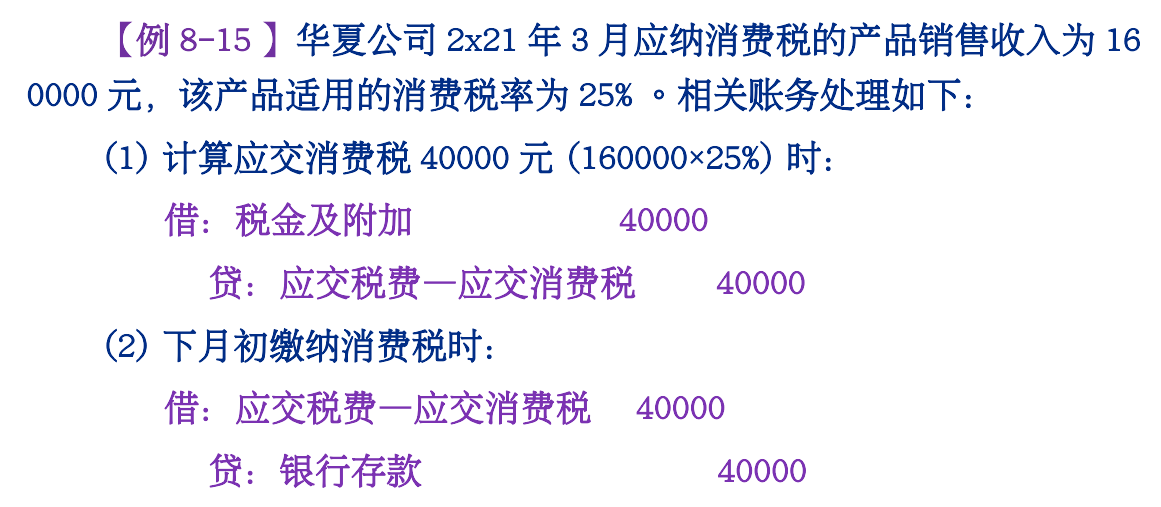 【例 8-15 】华夏公司 2x21 年 3 月应纳消费税的产品销售收入为 16
0000 元，该产品适用的消费税率为 25% 。相关账务处理如下：
(1) 计算应交消费税 40000 元 (160000×25%) 时：
借：税金及附加 40000
贷：应交税费—应交消费税 40000
(2) 下月初缴纳消费税时：
借：应交税费—应交消费税 40000
贷：银行存款 40000